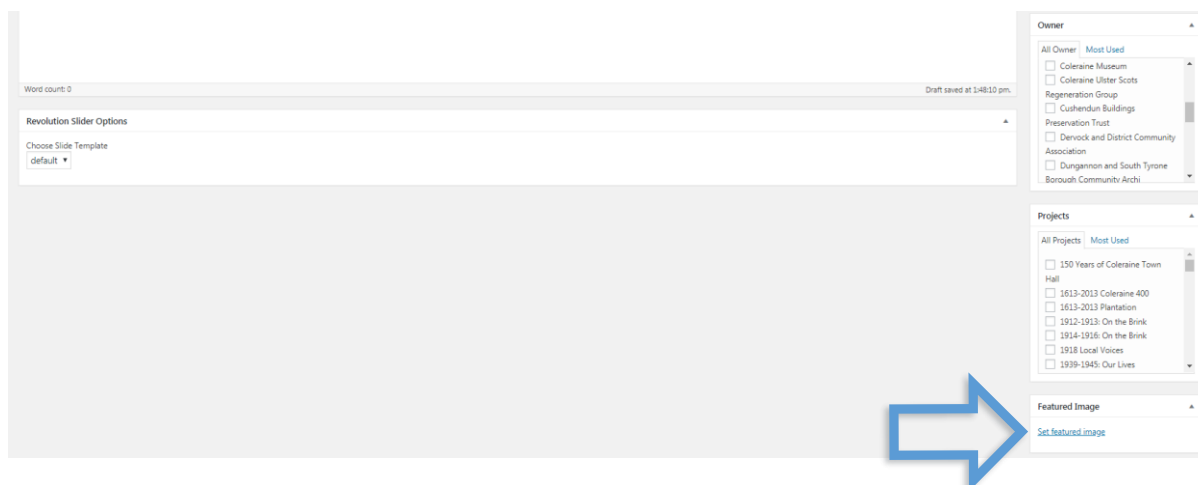 Word count: 0
Draft saved at 1:48:10 pm.
Revolution Slider Options
Choose Slide Template
default
Owner
All Owner Most Used
Coleraine Museum
Coleraine Ulster Scots
Regeneration Group
Cushendun Buildings
Preservation Trust
Dervock and District Community
Association
Dungannon and South Tyrone
Borough Community Archi
Projects
All Projects Most Used
150 Years of Coleraine Town
Hall
1613-2013 Coleraine 400
1613-2013 Plantation
1912-1913: On the Brink
1914-1916: On the Brink
1918 Local Voices
1939-1945: Our Lives
Featured Image
Set featured image